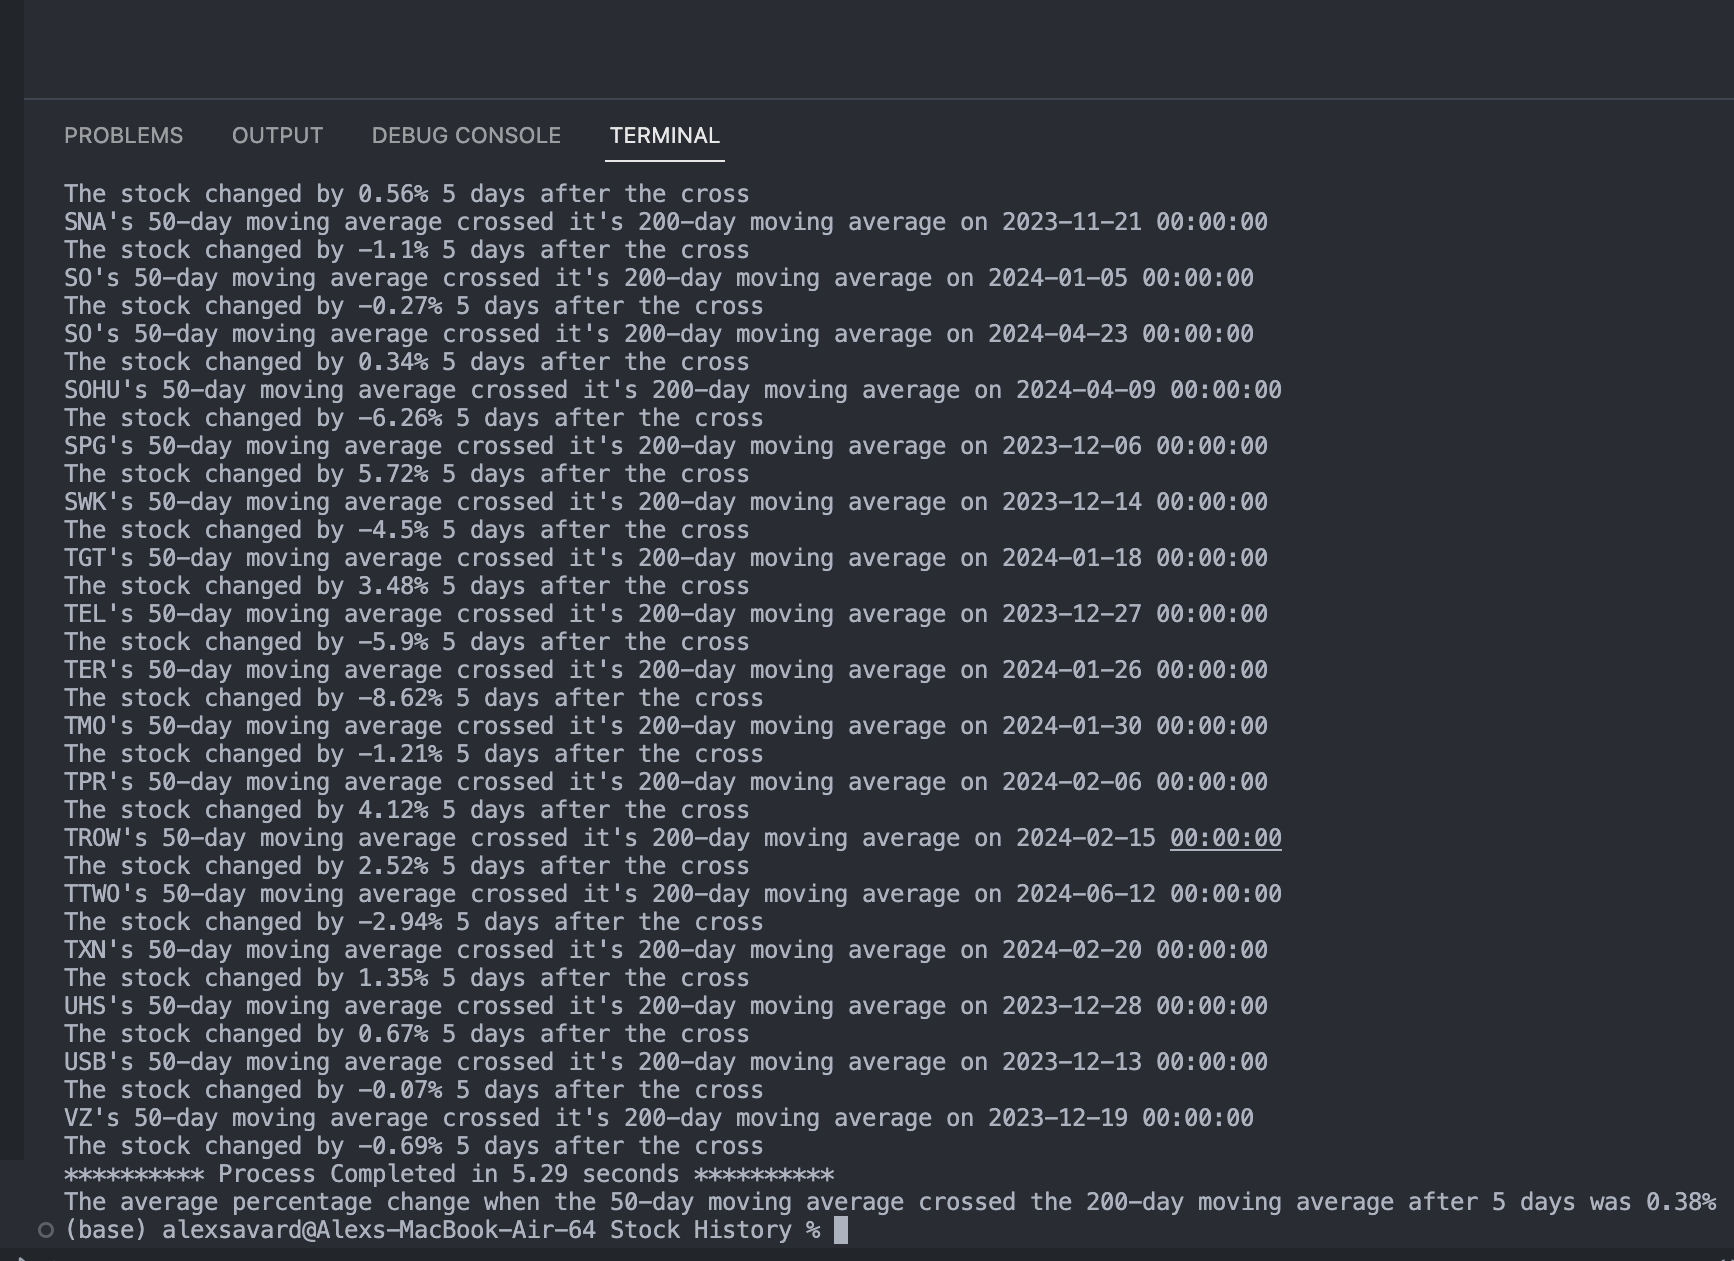 PROBLEMS OUTPUT DEBUG CONSOLE TERMINAL
The stock changed by 0.56% 5 days after the cross
SNA's 50-day moving average crossed it's 200-day moving average on 2023-11-21 00:00:00
The stock changed by -1.1% 5 days after the cross
SO's 50-day moving average crossed it's 200-day moving average on 2024-01-05 00:00:00
The stock changed by -0.27% 5 days after the cross
SO's 50-day moving average crossed it's 200-day moving average on 2024-04-23 00:00:00
The stock changed by 0.34% 5 days after the cross
SOHU's 50-day moving average crossed it's 200-day moving average on 2024-04-09 00:00:00
The stock changed by -6.26% 5 days after the cross
SPG's 50-day moving average crossed it's 200-day moving average on 2023-12-06 00:00:00
The stock changed by 5.72% 5 days after the cross
SWK's 50-day moving average crossed it's 200-day moving average on 2023-12-14 00:00:00
The stock changed by -4.5% 5 days after the cross
TGT's 50-day moving average crossed it's 200-day moving average on 2024-01-18 00:00:00
The stock changed by 3.48% 5 days after the cross
TEL's 50-day moving average crossed it's 200-day moving average on 2023-12-27 00:00:00
The stock changed by -5.9% 5 days after the cross
TER's 50-day moving average crossed it's 200-day moving average on 2024-01-26 00:00:00
The stock changed by -8.62% 5 days after the cross
TMO's 50-day moving average crossed it's 200-day moving average on 2024-01-30 00:00:00
The stock changed by -1.21% 5 days after the cross
TPR's 50-day moving average crossed it's 200-day moving average on 2024-02-06 00:00:00
The stock changed by 4.12% 5 days after the cross
TROW's 50-day moving average crossed it's 200-day moving average on 2024-02-15 00:00:00
The stock changed by 2.52% 5 days after the cross
TTWO's 50-day moving average crossed it's 200-day moving average on 2024-06-12 00:00:00
The stock changed by -2.94% 5 days after the cross
TXN's 50-day moving average crossed it's 200-day moving average on 2024-02-20 00:00:00
The stock changed by 1.35% 5 days after the cross
UHS's 50-day moving average crossed it's 200-day moving average on 2023-12-28 00:00:00
The stock changed by 0.67% 5 days after the cross
USB's 50-day moving average crossed it's 200-day moving average on 2023-12-13 00:00:00
The stock changed by -0.07% 5 days after the cross
VZ's 50-day moving average crossed it's 200-day moving average on 2023-12-19 00:00:00
The stock changed by -0.69% 5 days after the cross
********** Process Completed in 5.29 seconds **********
The average percentage change when the 50-day moving average crossed the 200-day moving average after 5 days was 0.38%
(base) alexsavard@Alexs-MacBook-Air-64 Stock History %